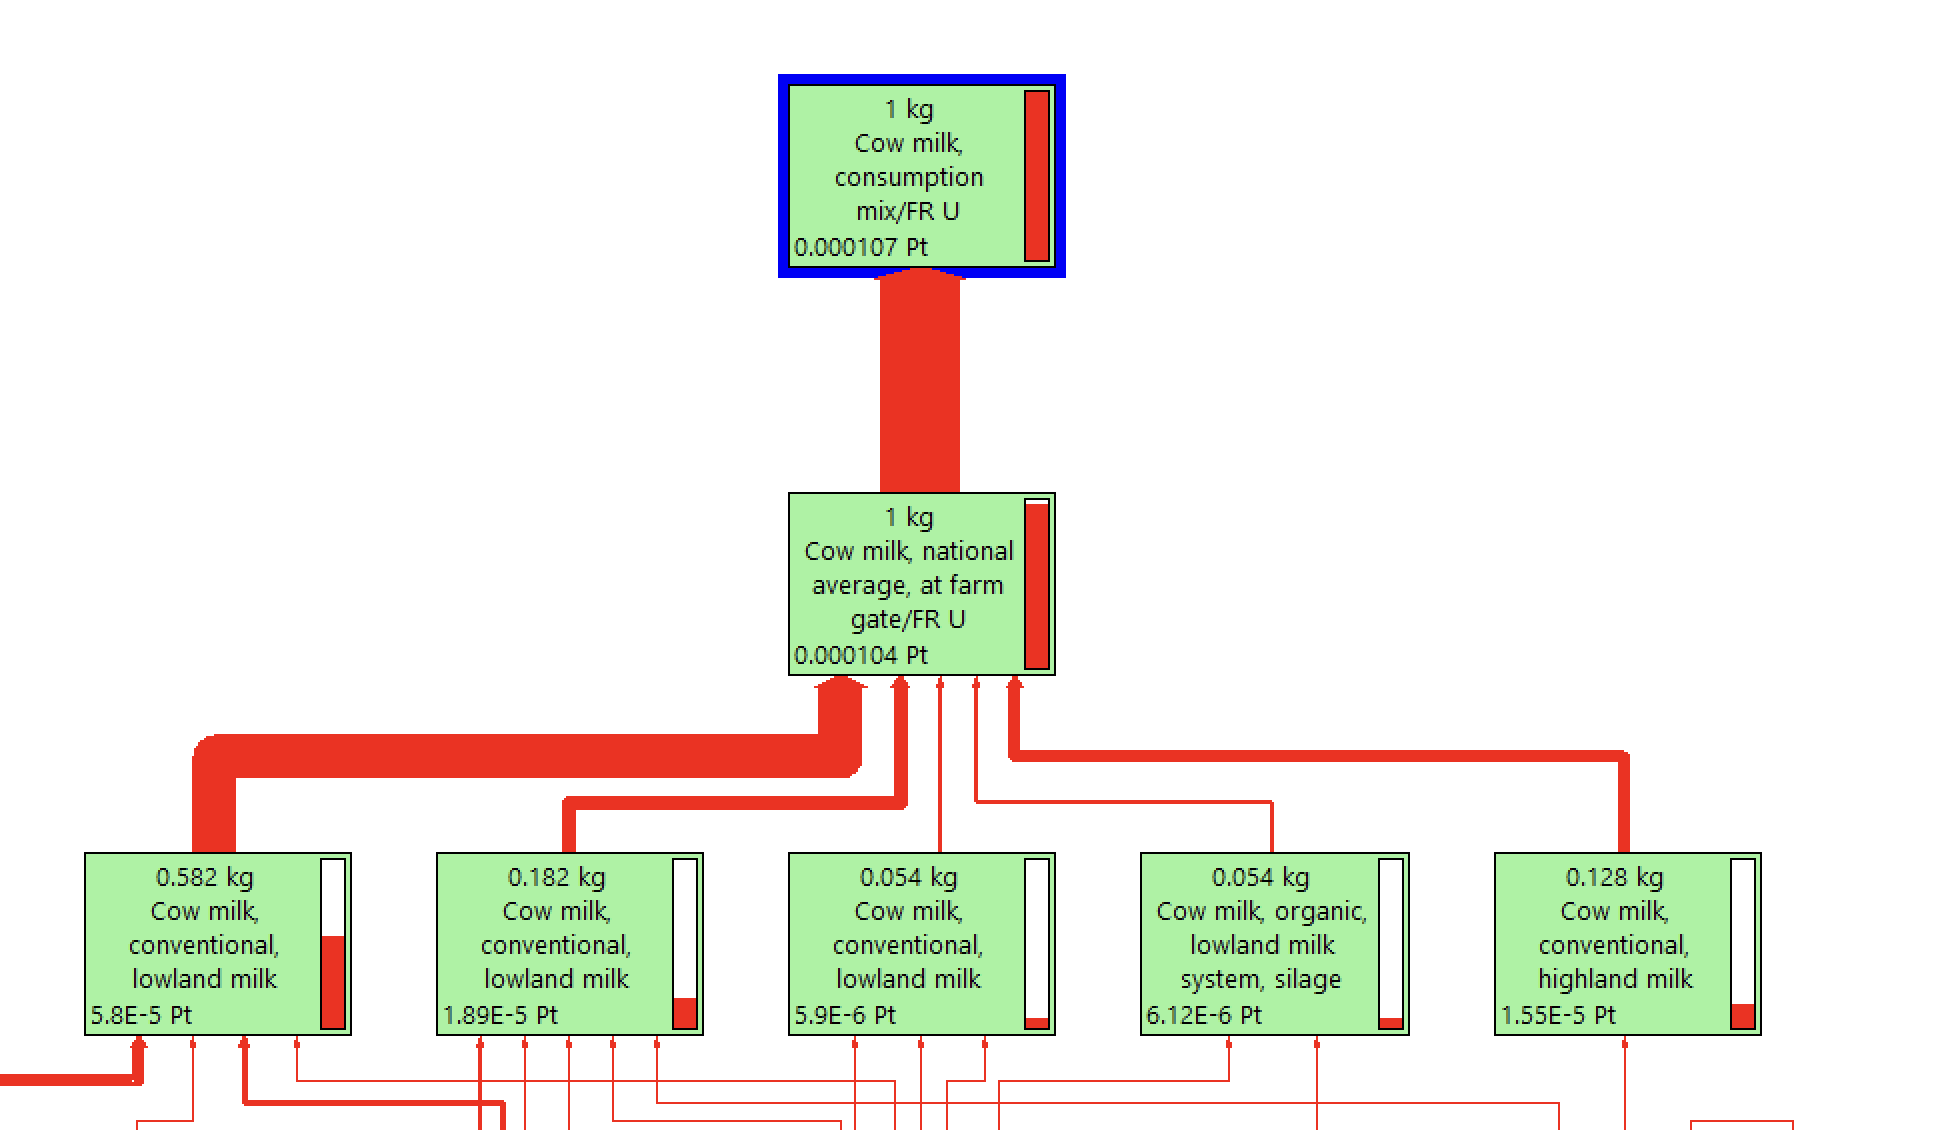 1 kg
Cow milk,
consumption
mix/FR U
0.000107 Pt
1 kg
Cow milk, national
average, at farm
gate/FR U
0.000104 Pt
0.582 kg
Cow milk,
conventional,
lowland milk
5.8E-5 Pt
0.182 kg
Cow milk,
conventional,
lowland milk
1.89E-5 Pt
0.054 kg
Cow milk,
conventional,
lowland milk
5.9E-6 Pt
0.054 kg
Cow milk, organic,
lowland milk
system, silage
6.12E-6 Pt
0.128 kg
Cow milk,
conventional,
highland milk
1.55E-5 Pt